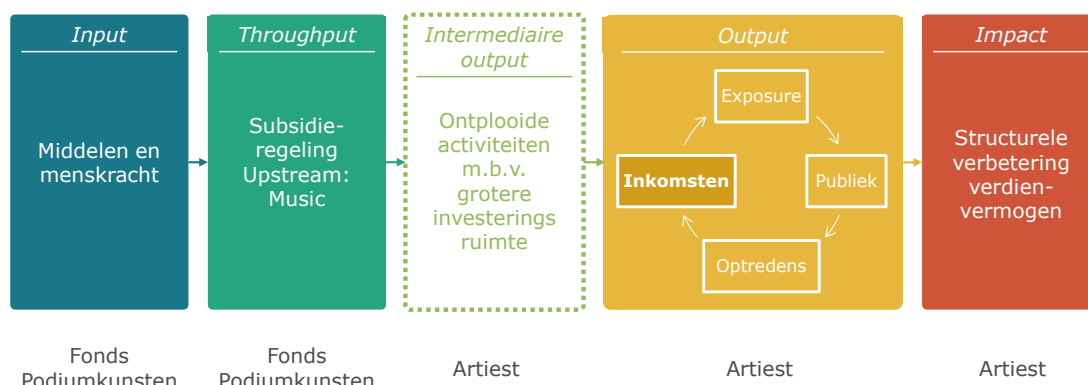 Input
Middelen en
menskracht
Throughput
Subsidie-
regeling
Upstream:
Music
Intermediaire
output
Ontplooide
activiteiten
m.b.v.
grotere
investerings
ruimte
Output
Exposure
Inkomsten
Publiek
Optredens
Impact
Structurele
verbetering
verdien-
vermogen
Fonds
Podiumkunsten
Fonds
Podiumkunsten
Artiest
Artiest
Artiest